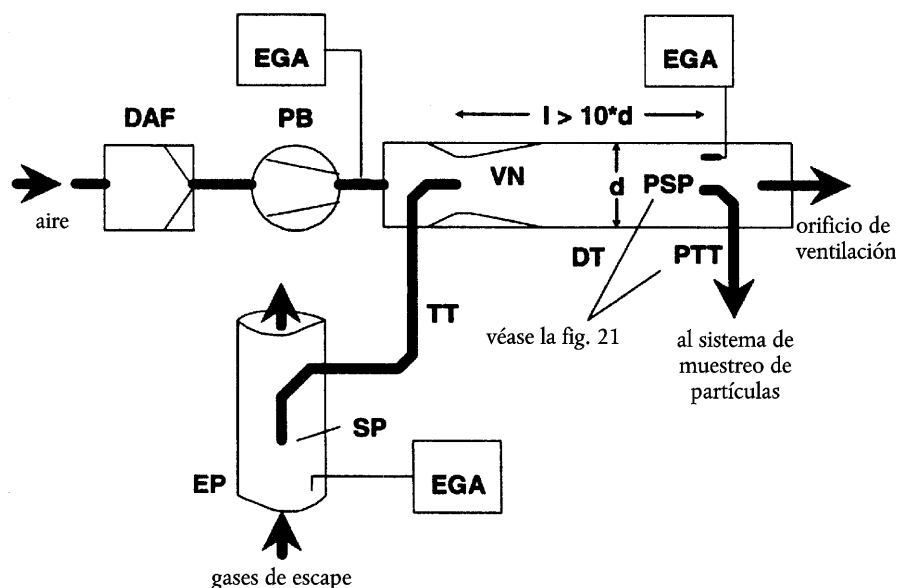 EGA
EGA
DAF
PB
l > 10*d
VN
d
PSP
aire
orificio de
ventilación
DT
PTT
TT
véase la fig. 21
al sistema de
muestreo de
partículas
SP
EP
EGA
gases de escape